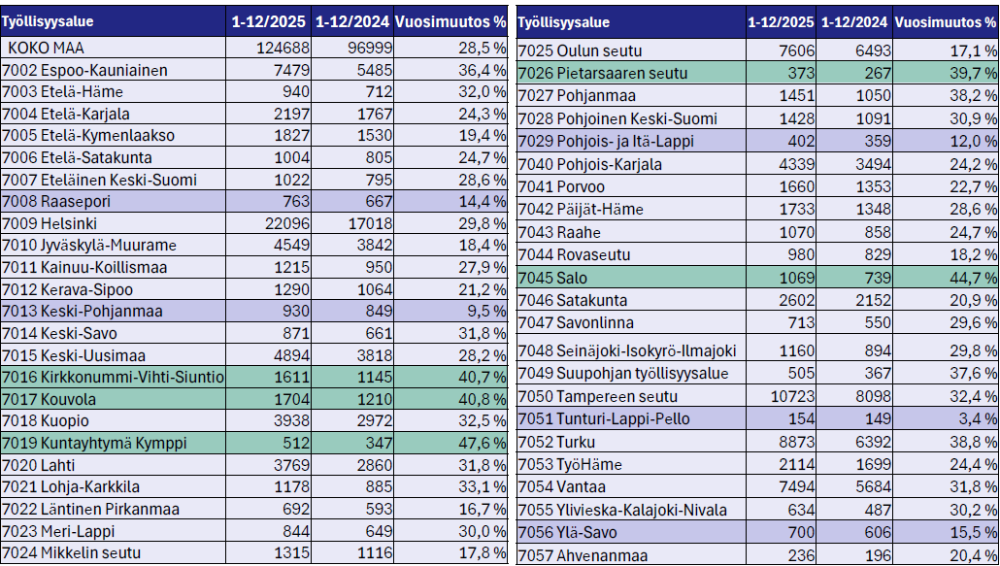 Työllisyysalue 1-12/2025 1-12/2024 Vuosimuutos %
KOKO MAA 124688 96999 28,5 %
7002 Espoo-Kauniainen 7479 5485 36,4 %
7003 Etelä-Häme 940 712 32,0 %
7004 Etelä-Karjala 2197 1767 24,3 %
7005 Etelä-Kymenlaakso 1827 1530 19,4 %
7006 Etelä-Satakunta 1004 805 24,7 %
7007 Eteläinen Keski-Suomi 1022 795 28,6 %
7008 Raasepori 763 667 14,4 %
7009 Helsinki 22096 17018 29,8 %
7010 Jyväskylä-Muurame 4549 3842 18,4 %
7011 Kainuu-Koillismaa 1215 950 27,9 %
7012 Kerava-Sipoo 1290 1064 21,2 %
7013 Keski-Pohjanmaa 930 849 9,5 %
7014 Keski-Savo 871 661 31,8 %
7015 Keski-Uusimaa 4894 3818 28,2 %
7016 Kirkkonummi-Vihti-Siuntio 1611 1145 40,7 %
7017 Kouvola 1704 1210 40,8 %
7018 Kuopio 3938 2972 32,5 %
7019 Kuntayhtymä Kymppi 512 347 47,6 %
7020 Lahti 3769 2860 31,8 %
7021 Lohja-Karkkila 1178 885 33,1 %
7022 Läntinen Pirkanmaa 692 593 16,7 %
7023 Meri-Lappi 844 649 30,0 %
7024 Mikkelin seutu 1315 1116 17,8 %
Työllisyysalue 1-12/2025 1-12/2024 Vuosimuutos %
7025 Oulun seutu 7606 6493 17,1 %
7026 Pietarsaaren seutu 373 267 39,7 %
7027 Pohjanmaa 1451 1050 38,2 %
7028 Pohjoinen Keski-Suomi 1428 1091 30,9 %
7029 Pohjois- ja Itä-Lappi 402 359 12,0 %
7040 Pohjois-Karjala 4339 3494 24,2 %
7041 Porvoo 1660 1353 22,7 %
7042 Päijät-Häme 1733 1348 28,6 %
7043 Raahe 1070 858 24,7 %
7044 Rovaseutu 980 829 18,2 %
7045 Salo 1069 739 44,7 %
7046 Satakunta 2602 2152 20,9 %
7047 Savonlinna 713 550 29,6 %
7048 Seinäjoki-Isokyrö-Ilmajoki 1160 894 29,8 %
7049 Suupohjan työllisyysalue 505 367 37,6 %
7050 Tampereen seutu 10723 8098 32,4 %
7051 Tunturi-Lappi-Pello 154 149 3,4 %
7052 Turku 8873 6392 38,8 %
7053 TyöHäme 2114 1699 24,4 %
7054 Vantaa 7494 5684 31,8 %
7055 Ylivieska-Kalajoki-Nivala 634 487 30,2 %
7056 Ylä-Savo 700 606 15,5 %
7057 Ahvenanmaa 236 196 20,4 %